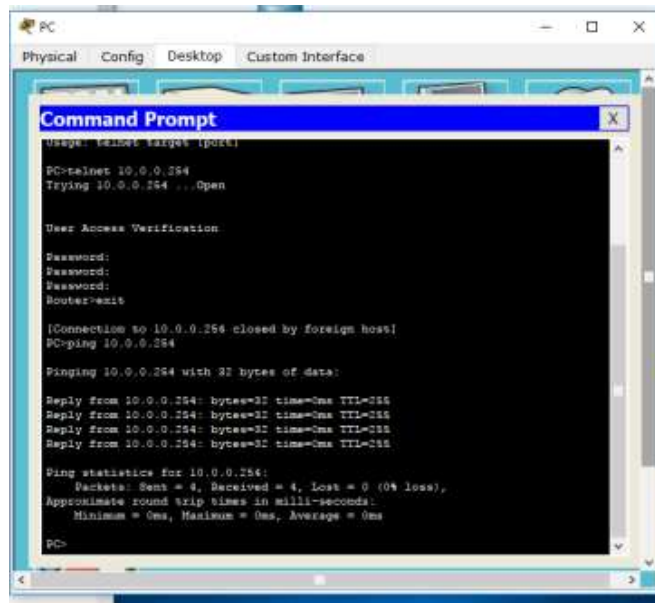 PC
Physical Config Desktop Custom Interface
Command Prompt
X
Usage: telnet target [port]
PC>telnet 10.0.0.254
Trying 10.0.0.254 ...Open
User Access Verification
Password:
Password:
Password:
Router>exit
[Connection to 10.0.0.254 closed by foreign host]
PC>ping 10.0.0.254
Pinging 10.0.0.254 with 32 bytes of data:
Reply from 10.0.0.254: bytes=32 time=0ms TTL=255
Reply from 10.0.0.254: bytes=32 time=0ms TTL=255
Reply from 10.0.0.254: bytes=32 time=0ms TTL=255
Reply from 10.0.0.254: bytes=32 time=0ms TTL=255
Ping statistics for 10.0.0.254:
Packets: Sent = 4, Received = 4, Lost = 0 (0% loss),
Approximate round trip times in milli-seconds:
Minimum = 0ms, Maximum = 0ms, Average = 0ms
PC>